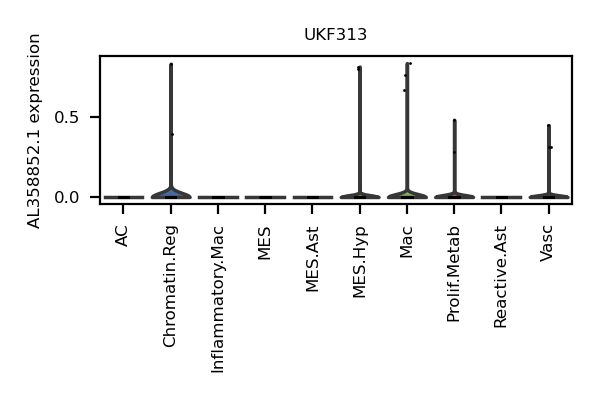 UKF313
AL358852.1 expression
0.5
0.0
AC
Chromatin.Reg
Inflammatory.Mac
MES
MES.Ast
MES.Hyp
Mac
Prolif.Metab
Reactive.Ast
Vasc